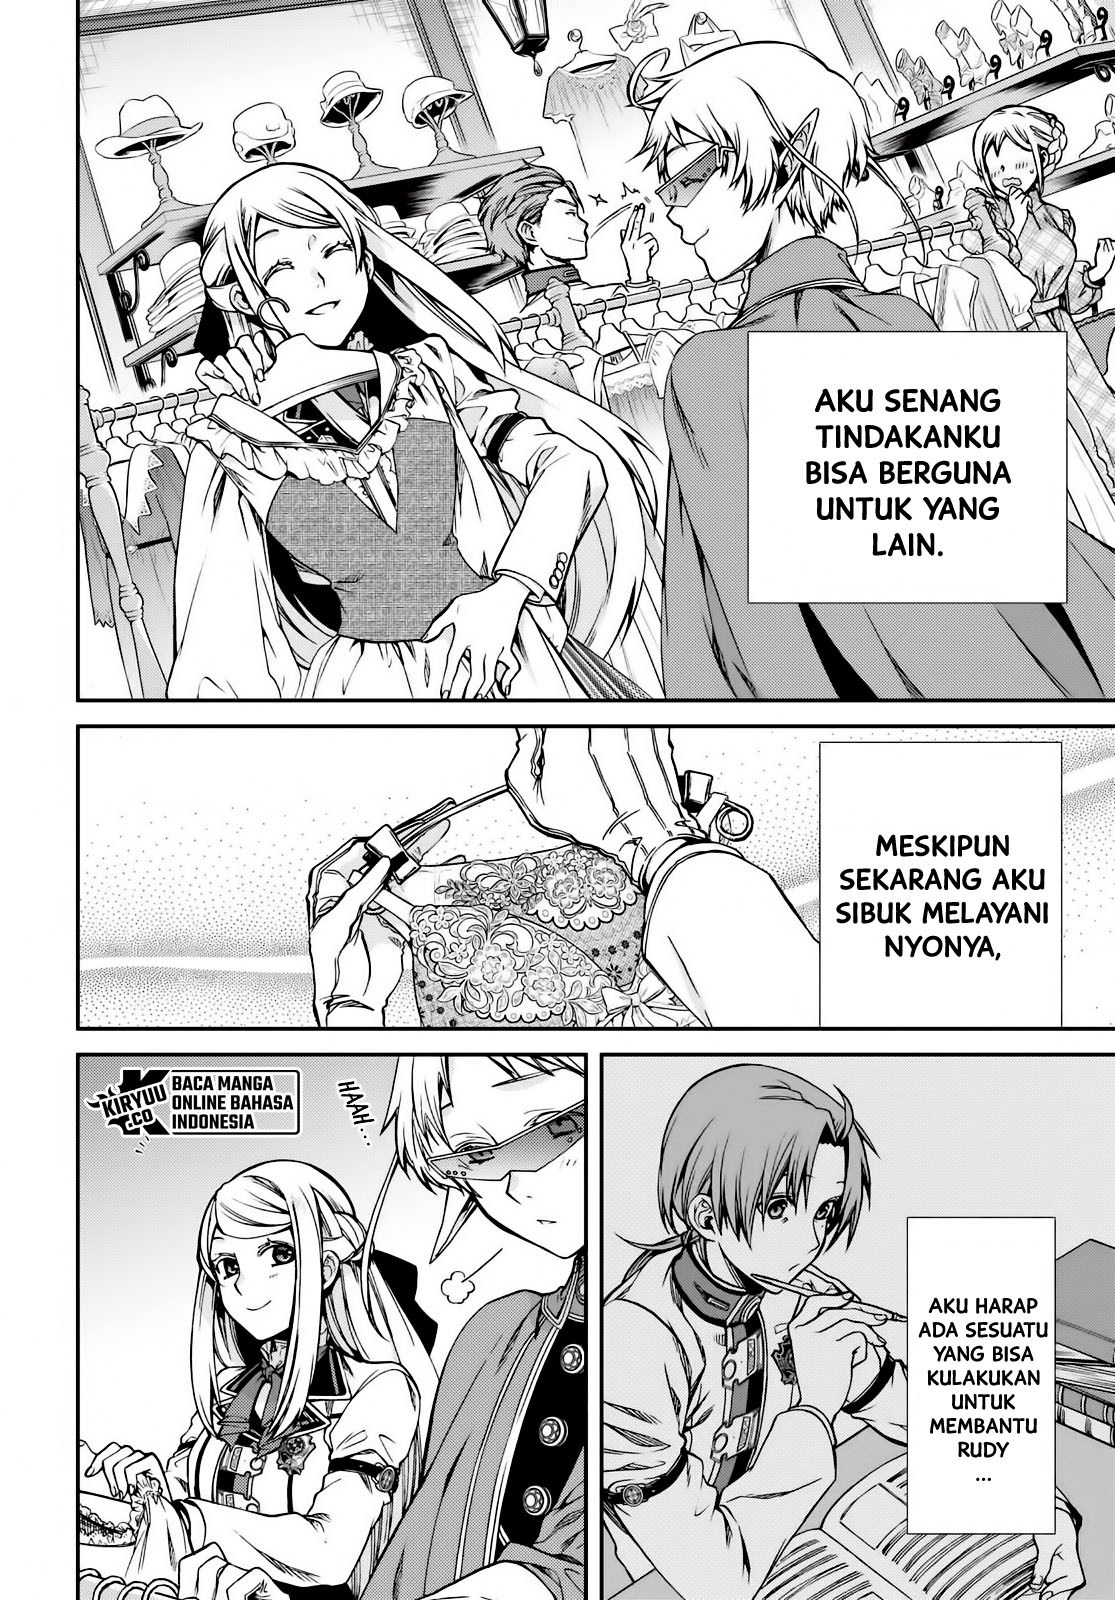 AKU SENANG
TINDAKANKU
BISA BERGUNA
UNTUK YANG
LAIN.
MESKIPUN
SEKARANG AKU
SIBUK MELAYANI
NYONYA,
KIRYUU
.CO
BACA MANGA
ONLINE BAHASA
INDONESIA
HAAH...
AKU HARAP
ADA SESUATU
YANG BISA
KULAKUKAN
UNTUK
MEMBANTU
RUDY
...